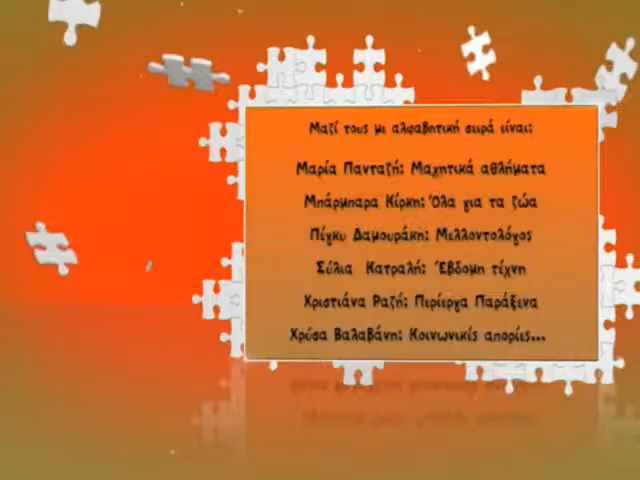 Μαζί τους με αλφαβητική σειρά είναι:
Μαρία Πανταζή: Μαχητικά αθλήματα
Μπάρμπαρα Κίρκη: Όλα για τα ζώα
Πίγκυ Δαμουράκη: Μελλοντολόγος
Σύλια Κατραλή: Έβδομη τέχνη
Χριστιάνα Ραζή: Περίεργα Παράξενα
Χρύσα Βαλαβάνη: Κοινωνικές απορίες...